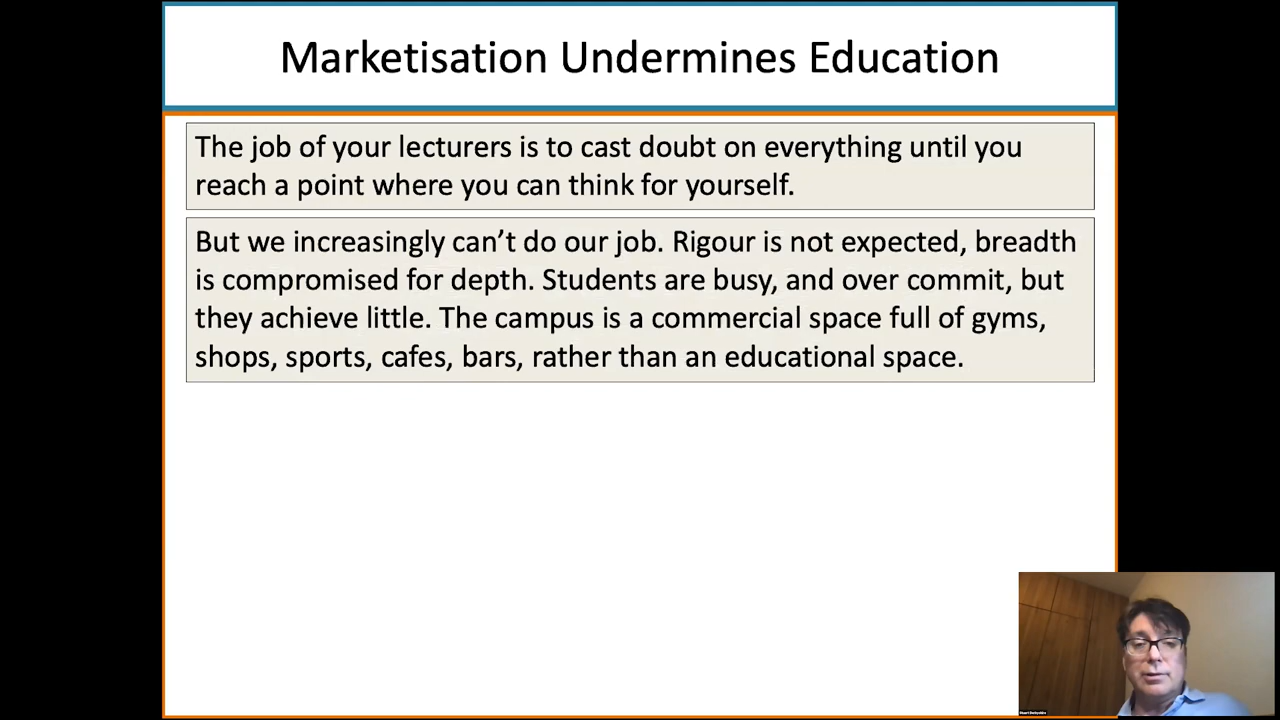 Marketisation Undermines Education
The job of your lecturers is to cast doubt on everything until you
reach a point where you can think for yourself.
But we increasingly can’t do our job. Rigour is not expected, breadth
is compromised for depth. Students are busy, and over commit, but
they achieve little. The campus is a commercial space full of gyms,
shops, sports, cafes, bars, rather than an educational space.
Stuart Derbyshire